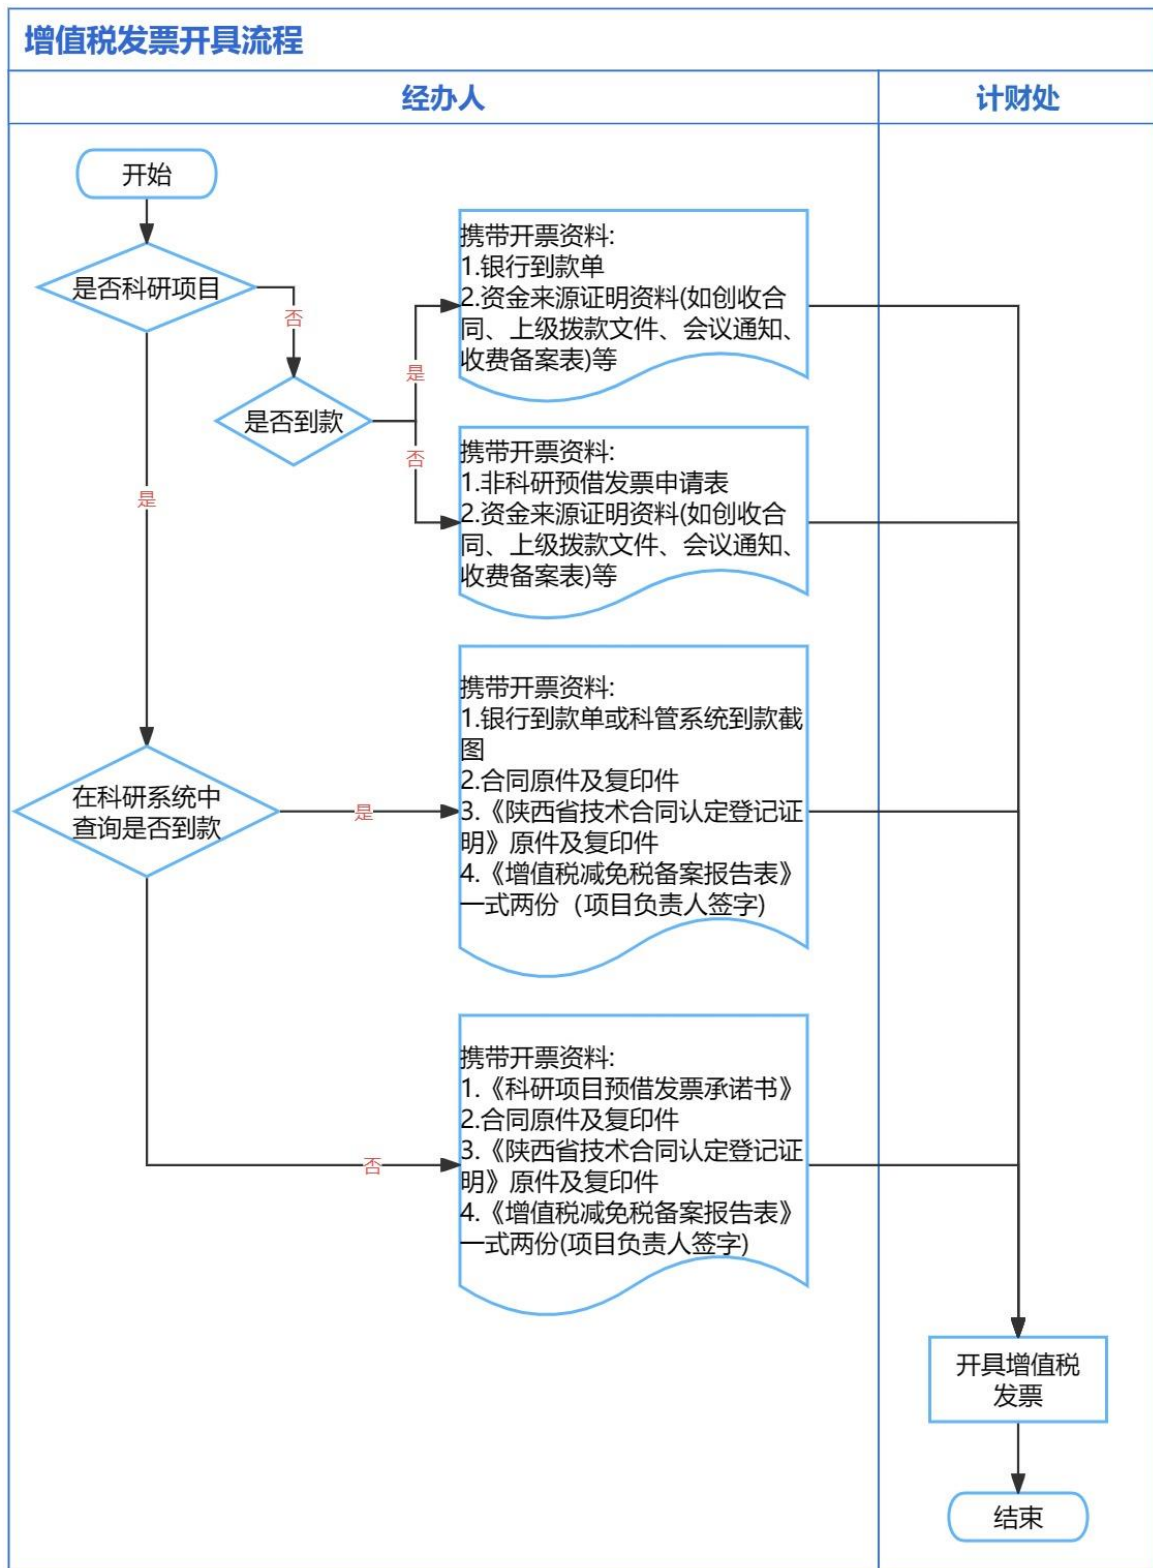 增值税发票开具流程
经办人
计财处
开始
是否科研项目
否
是否到款
是
携带开票资料:
1.银行到款单
2.资金来源证明资料(如创收合
同、上级拨款文件、会议通知、
收费备案表)等
否
携带开票资料:
1.非科研预借发票申请表
2.资金来源证明资料(如创收合
同、上级拨款文件、会议通知、
收费备案表)等
是
在科研系统中
查询是否到款
是
携带开票资料:
1.银行到款单或科管系统到款截
图
2.合同原件及复印件
3.《陕西省技术合同认定登记证
明》原件及复印件
4.《增值税减免税备案报告表》
一式两份（项目负责人签字)
否
携带开票资料:
1.《科研项目预借发票承诺书》
2.合同原件及复印件
3.《陕西省技术合同认定登记证
明》原件及复印件
4.《增值税减免税备案报告表》
一式两份(项目负责人签字)
开具增值税
发票
结束